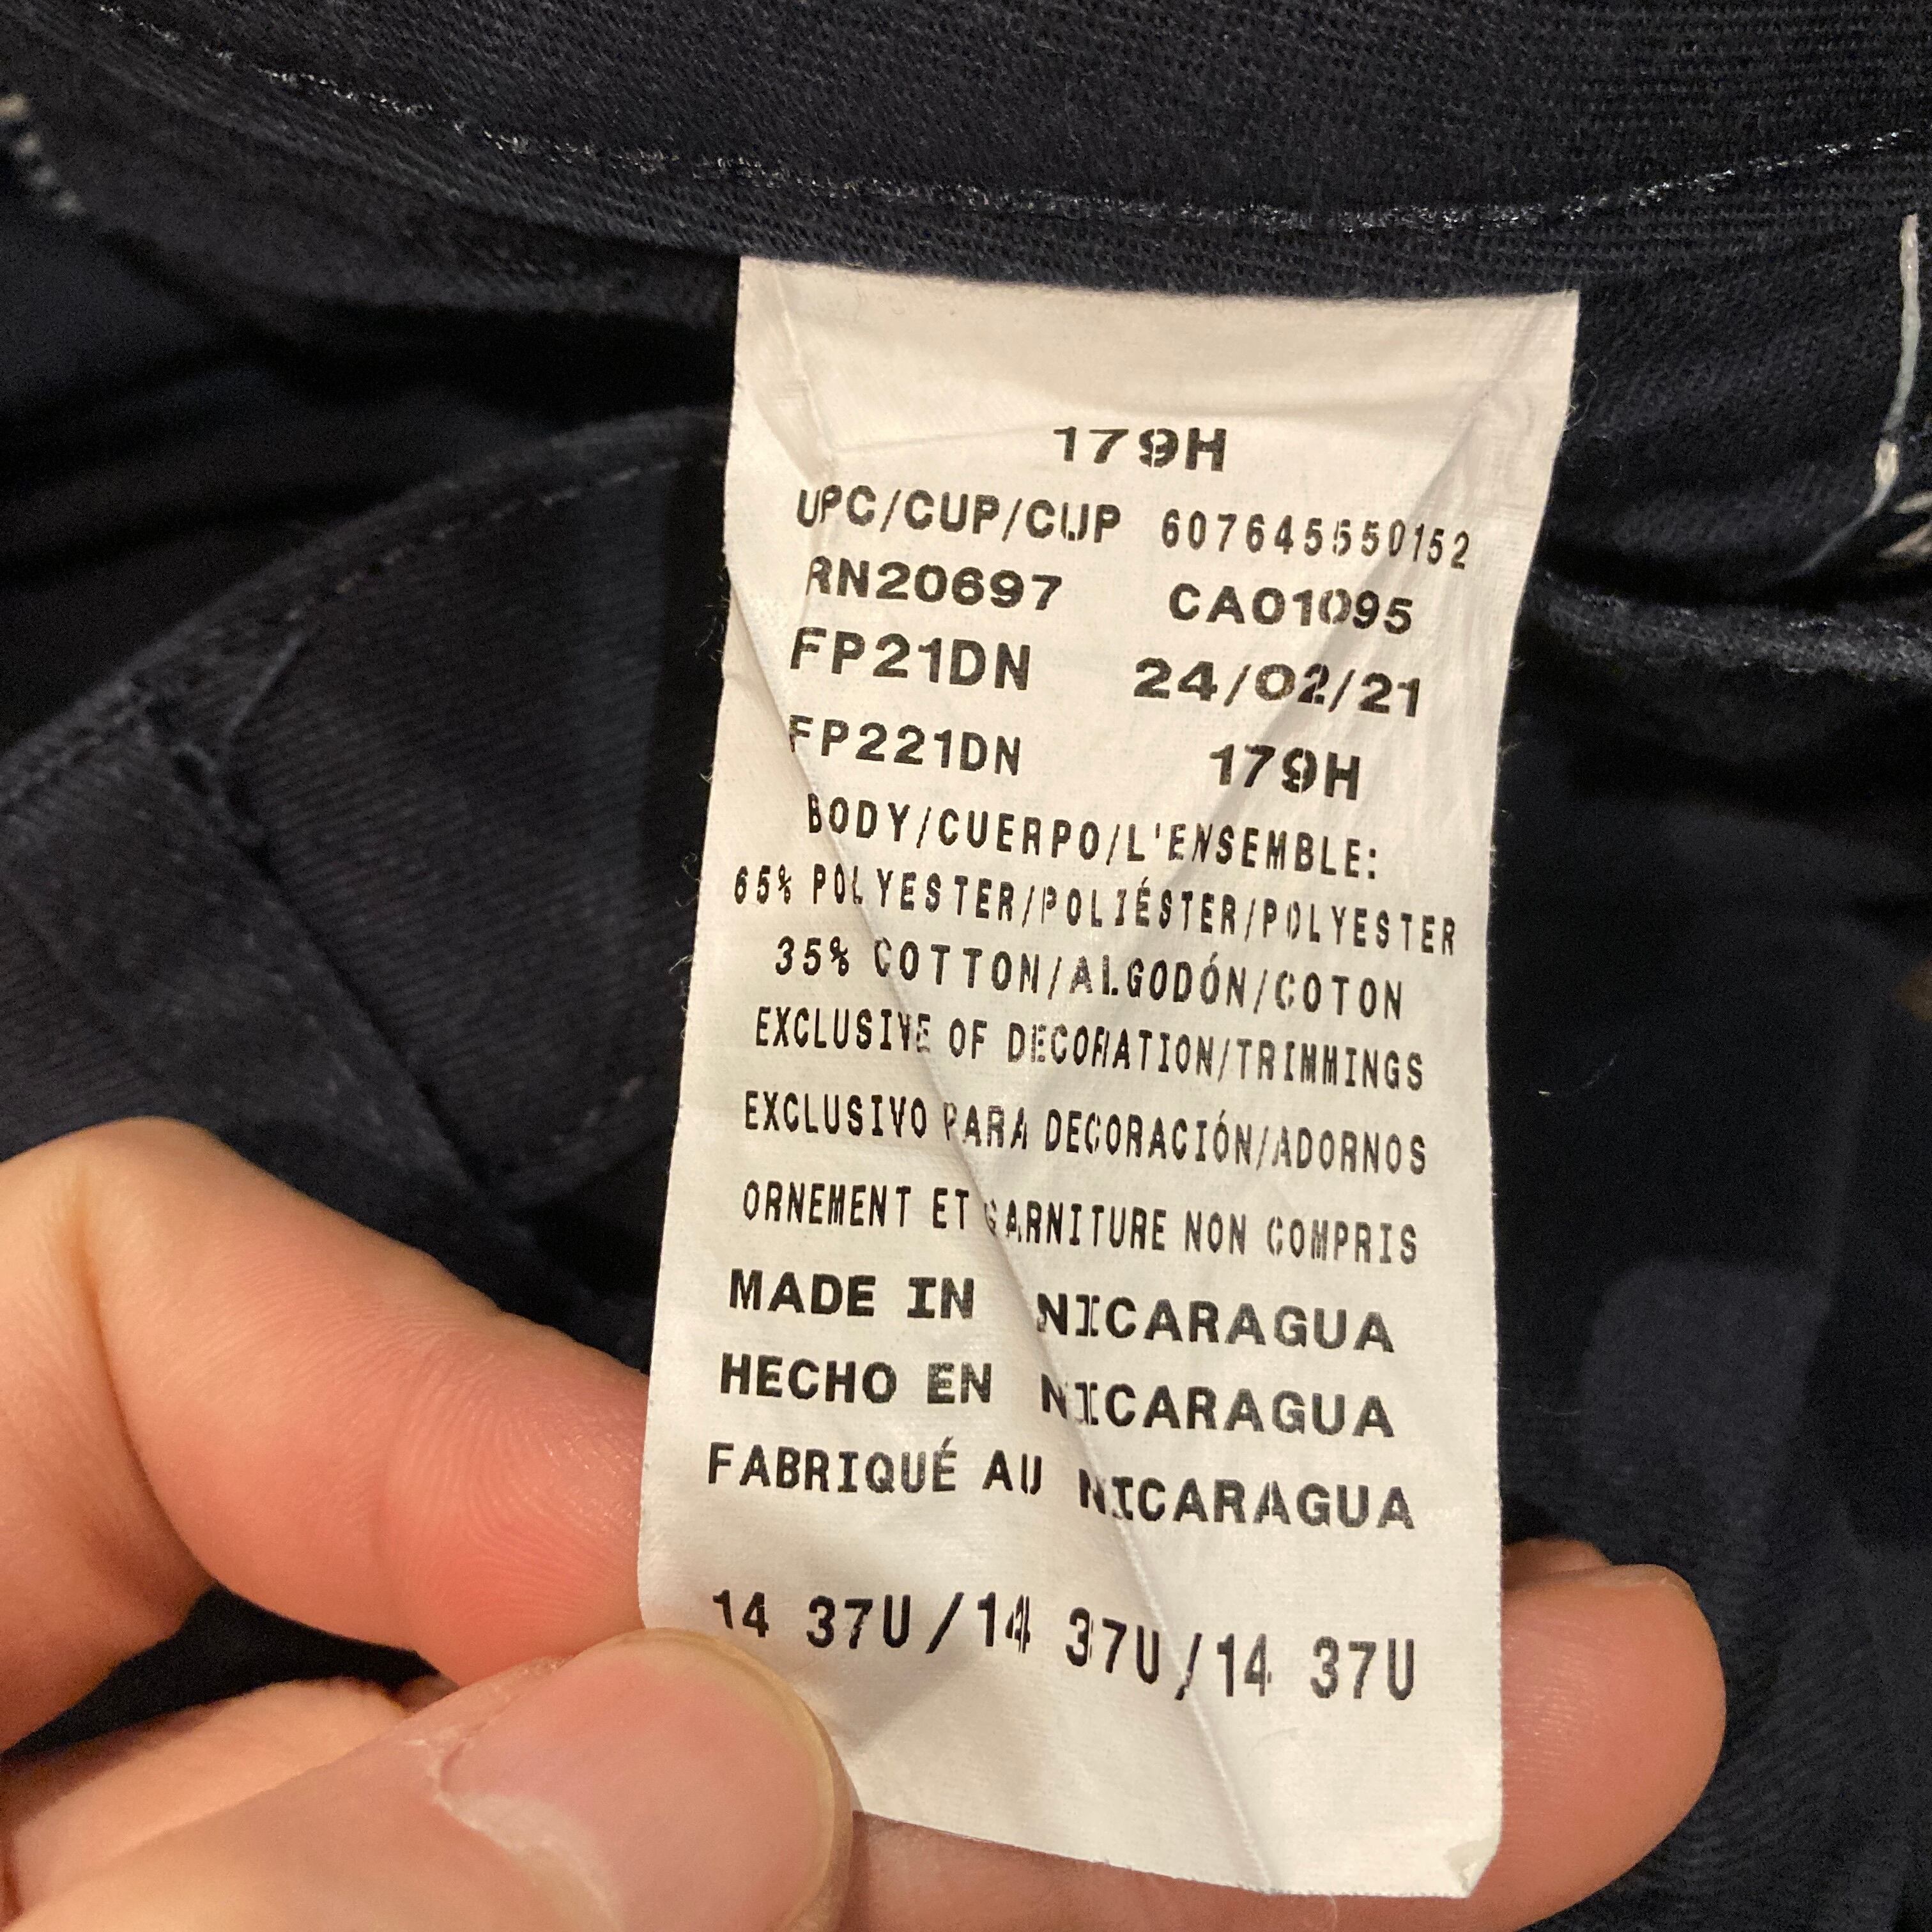 179H
UPC/CUP/CUP 607645550152
RN20697 CA01095
FP21DN 24/02/21
FP221DN 179H
BODY/CUERPO/L'ENSEMBLE:
65% POLYESTER/POLIÉSTER/POLYESTER
35% COTTON/ALGODÓN/COTON
EXCLUSIVE OF DECORATION/TRIMMINGS
EXCLUSIVO PARA DECORACIÓN/ADORNOS
ORNEMENT ET GARNITURE NON COMPRIS
MADE IN NICARAGUA
HECHO EN NICARAGUA
FABRIQUÉ AU NICARAGUA
14 37U/14 37U/14 37U